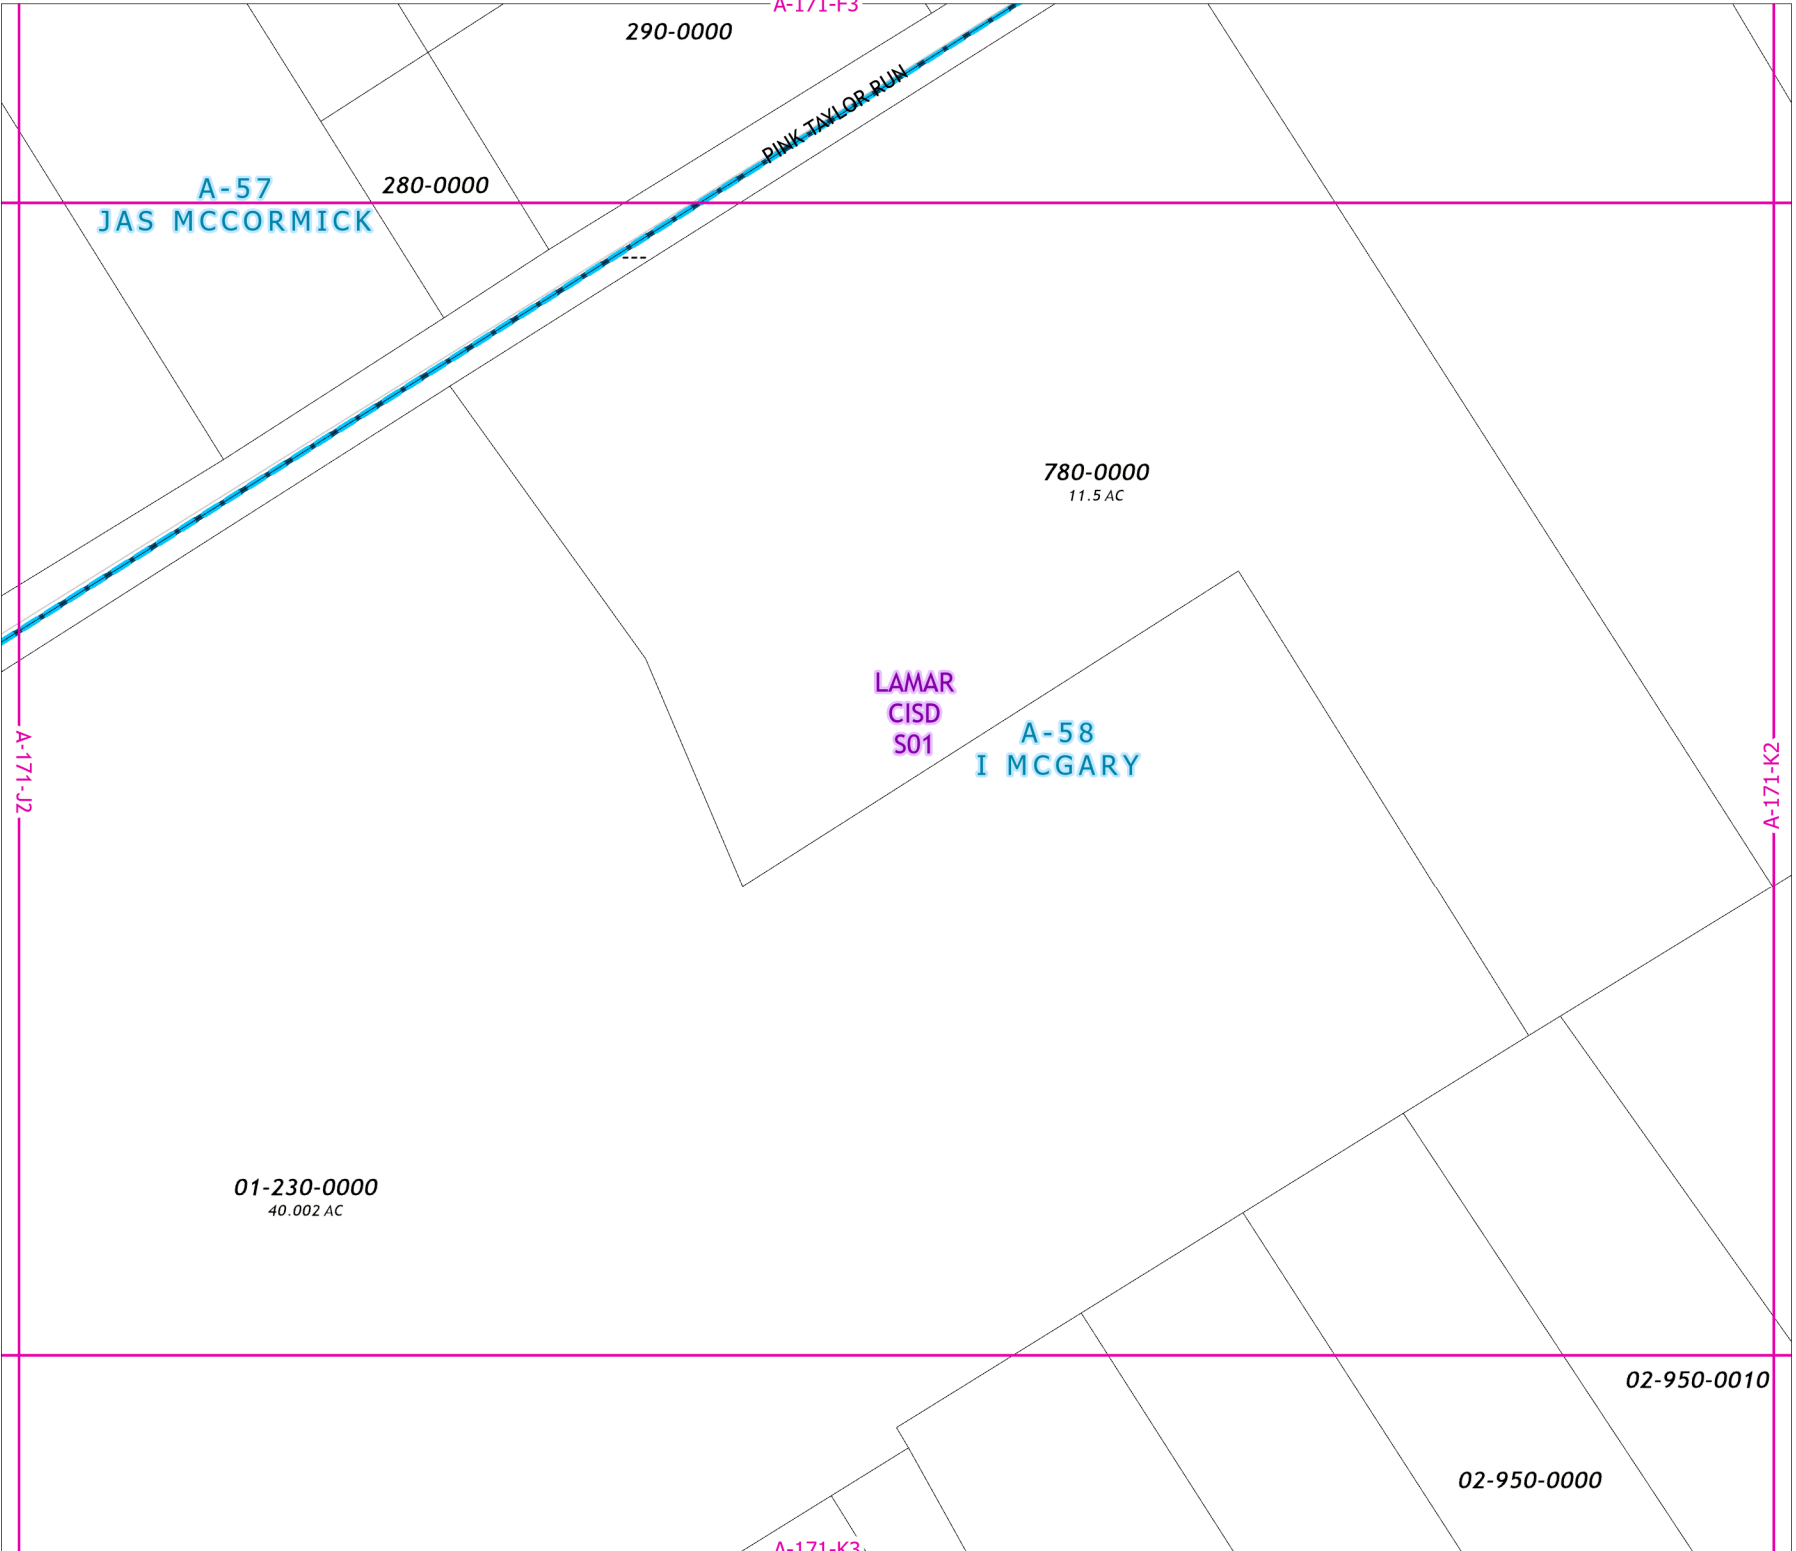 A-171-F3
290-0000
PINK TAYLOR RUN
A-57
JAS MCCORMICK
280-0000
---
780-0000
11.5 AC
LAMAR
CISD
S01
A-58
I MCGARY
A-171-J2
A-171-K2
01-230-0000
40.002 AC
02-950-0010
02-950-0000
A-171-K3